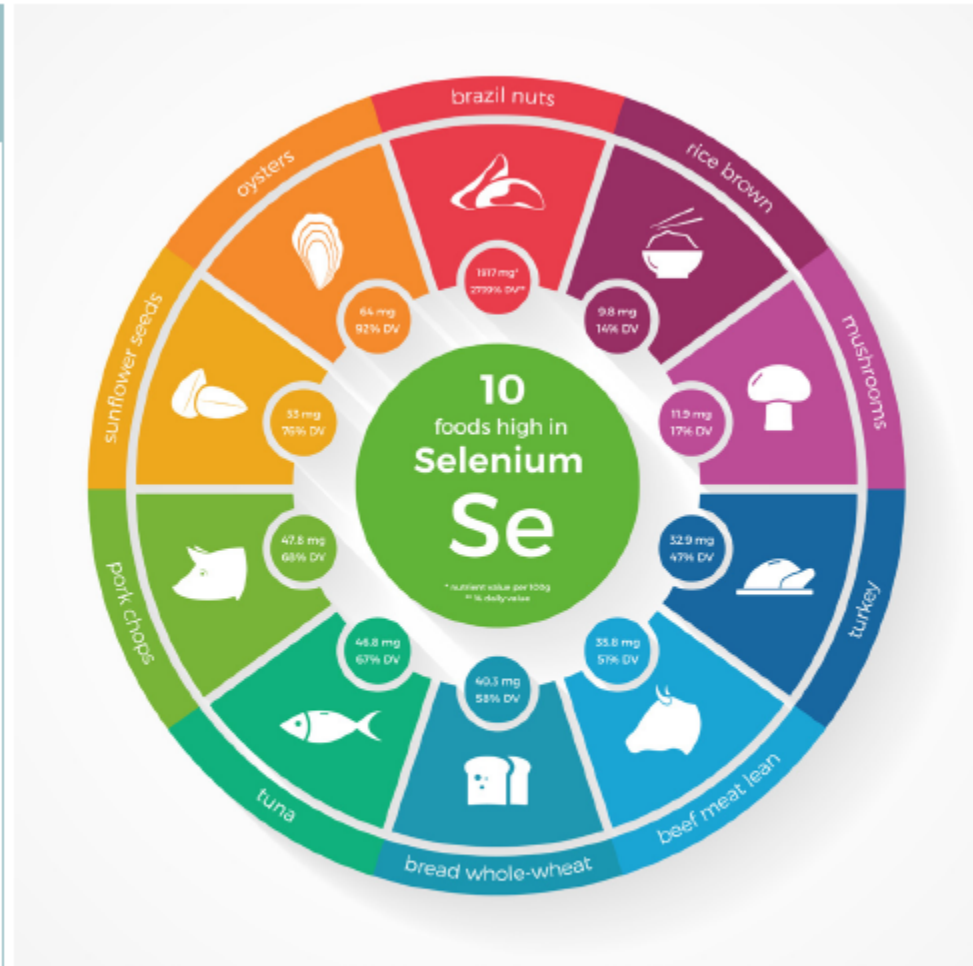 10
foods high in
Selenium
Se
* nutrient value per 100g
** % daily value
brazil nuts
1917 mg*
2739% DV**
rice brown
9.8 mg
14% DV
mushrooms
11.9 mg
17% DV
turkey
32.9 mg
47% DV
beef meat lean
35.8 mg
51% DV
bread whole-wheat
40.3 mg
58% DV
tuna
46.8 mg
67% DV
pork chops
47.8 mg
68% DV
sunflower seeds
53 mg
76% DV
oysters
64 mg
92% DV